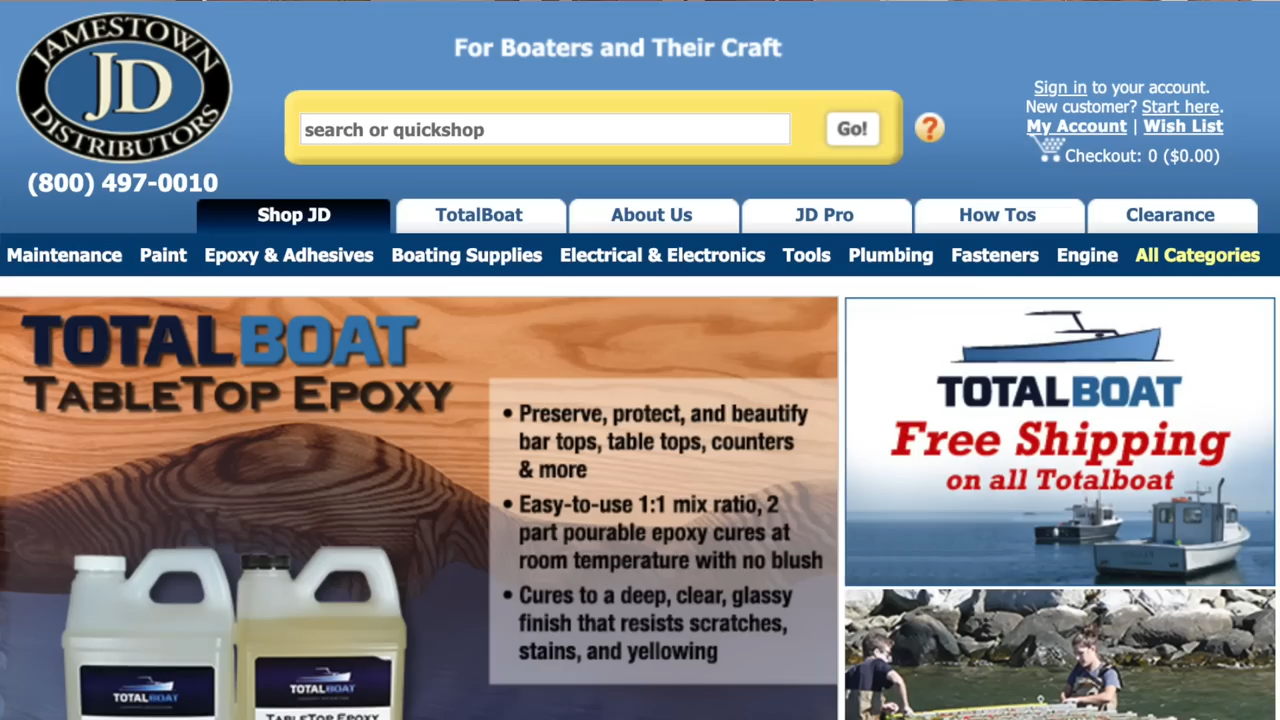 JAMESTOWN
JD
DISTRIBUTORS
(800) 497-0010
For Boaters and Their Craft
search or quickshop
Go!
?
Sign in to your account.
New customer? Start here.
My Account | Wish List
Checkout: 0 ($0.00)
Shop JD
TotalBoat
About Us
JD Pro
How Tos
Clearance
Maintenance
Paint
Epoxy & Adhesives
Boating Supplies
Electrical & Electronics
Tools
Plumbing
Fasteners
Engine
All Categories
TOTALBOAT
TABLETOP EPOXY
• Preserve, protect, and beautify
bar tops, table tops, counters
& more
• Easy-to-use 1:1 mix ratio, 2
part pourable epoxy cures at
room temperature with no blush
• Cures to a deep, clear, glassy
finish that resists scratches,
stains, and yellowing
TOTALBOAT
TOTALBOAT
TABLETOP EPOXY
TOTALBOAT
Free Shipping
on all Totalboat